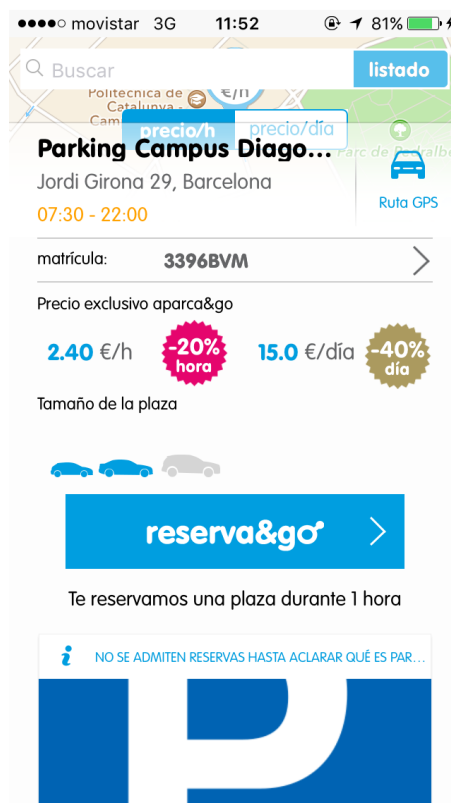 movistar 3G 11:52 81%
Buscar listado
Politecnica de
Catalunya -
Cam
€/h
precio/h precio/día
Parking Campus Diago...
Jordi Girona 29, Barcelona
07:30 - 22:00
Ruta GPS
matrícula: 3396BVM
Precio exclusivo aparca&go
2.40 €/h -20% hora 15.0 €/día -40% día
Tamaño de la plaza
reserva&go
Te reservamos una plaza durante 1 hora
i NO SE ADMITEN RESERVAS HASTA ACLARAR QUÉ ES PAR...
P